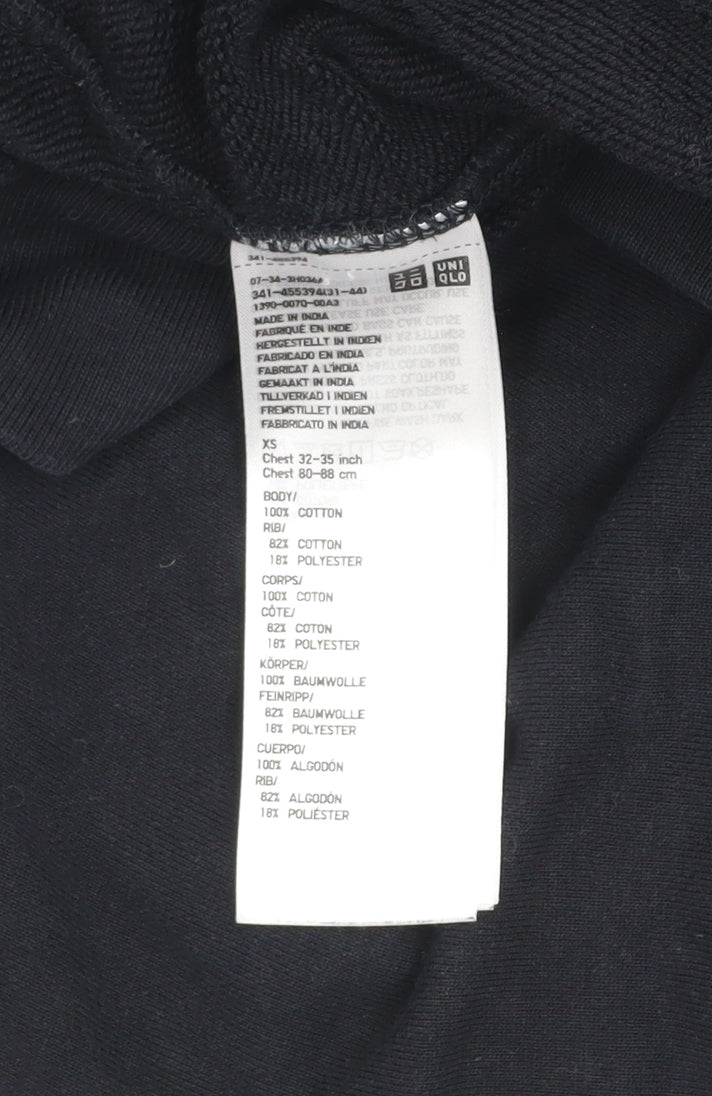 341-455394
ユニ
クロ
UNI
QLO
341-455394(31-44)
1390-007Q-00A3
MADE IN INDIA
FABRIQUÉ EN INDE
HERGESTELLT IN INDIEN
FABRICADO EN INDIA
FABRICAT A L'ÍNDIA
GEMAAKT IN INDIA
TILLVERKAD I INDIEN
FREMSTILLET I INDIEN
FABBRICATO IN INDIA
XS
Chest 32-35 inch
Chest 80-88 cm
BODY/
100% COTTON
RIB/
82% COTTON
18% POLYESTER
CORPS/
100% COTON
CÔTE/
82% COTON
18% POLYESTER
KÖRPER/
100% BAUMWOLLE
FEINRIPP/
82% BAUMWOLLE
18% POLYESTER
CUERPO/
100% ALGODÓN
RIB/
82% ALGODÓN
18% POLIÉSTER